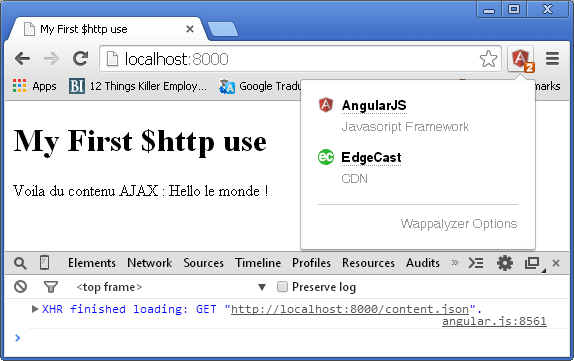 My First $http use
localhost:8000
2
Apps
12 Things Killer Employ…
Google Tradu
kmarks
My First $http use
Voila du contenu AJAX : Hello le monde !
AngularJS
Javascript Framework
EdgeCast
CDN
Wappalyzer Options
Elements Network Sources Timeline Profiles Resources Audits »
<top frame> Preserve log
XHR finished loading: GET "http://localhost:8000/content.json".
angular.js:8561